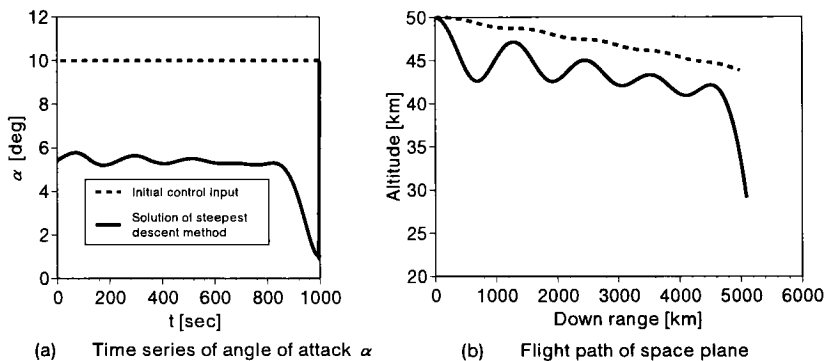 12
10
8
6
4
2
0
α [deg]
Initial control input
Solution of steepest
descent method
0 200 400 600 800 1000
t [sec]
(a) Time series of angle of attack α
50
45
40
35
30
25
20
Altitude [km]
0 1000 2000 3000 4000 5000 6000
Down range [km]
(b) Flight path of space plane